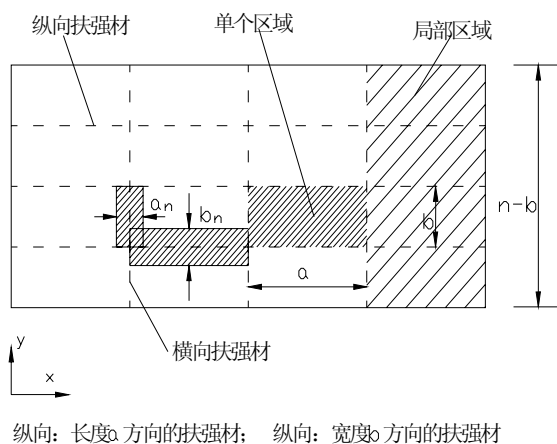 纵向扶强材
单个区域
局部区域
an
bn
b
n-b
a
横向扶强材
y
x
纵向：长度a方向的扶强材； 纵向：宽度b方向的扶强材